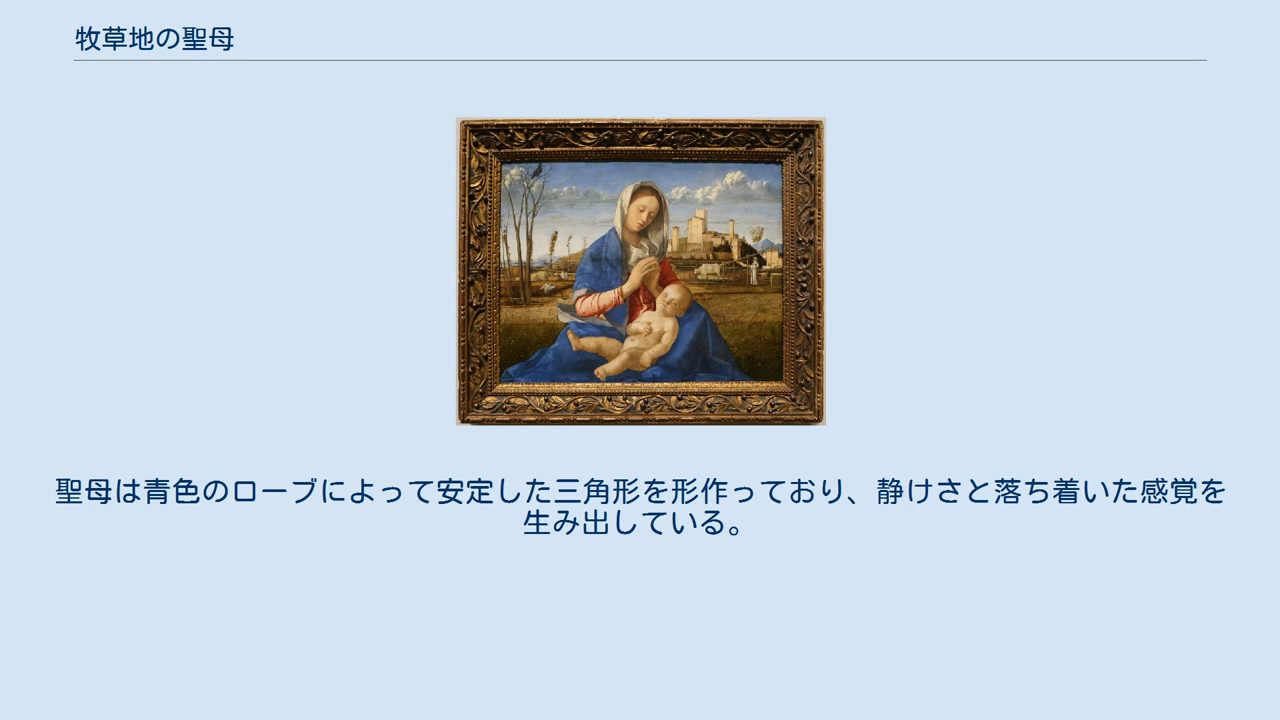 牧草地の聖母
聖母は青色のローブによって安定した三角形を形作っており、静けさと落ち着いた感覚を
生み出している。